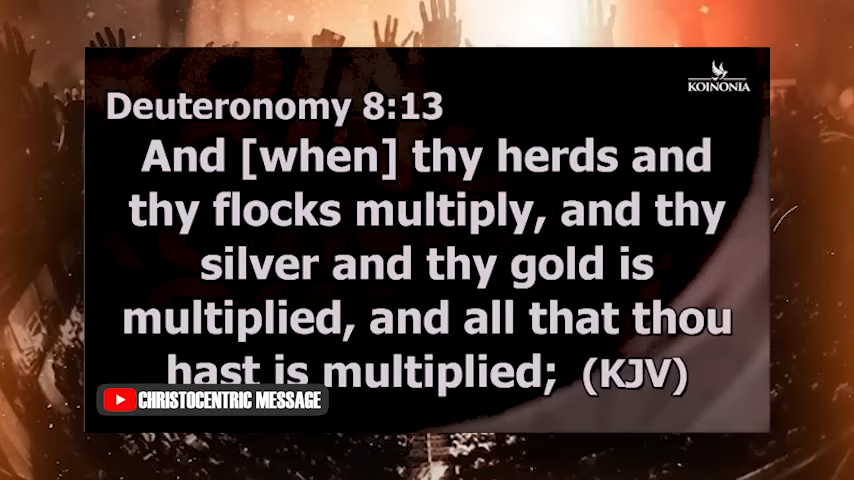 KOINONIA
Deuteronomy 8:13
And [when] thy herds and
thy flocks multiply, and thy
silver and thy gold is
multiplied, and all that thou
hast is multiplied; (KJV)
CHRISTOCENTRIC MESSAGE